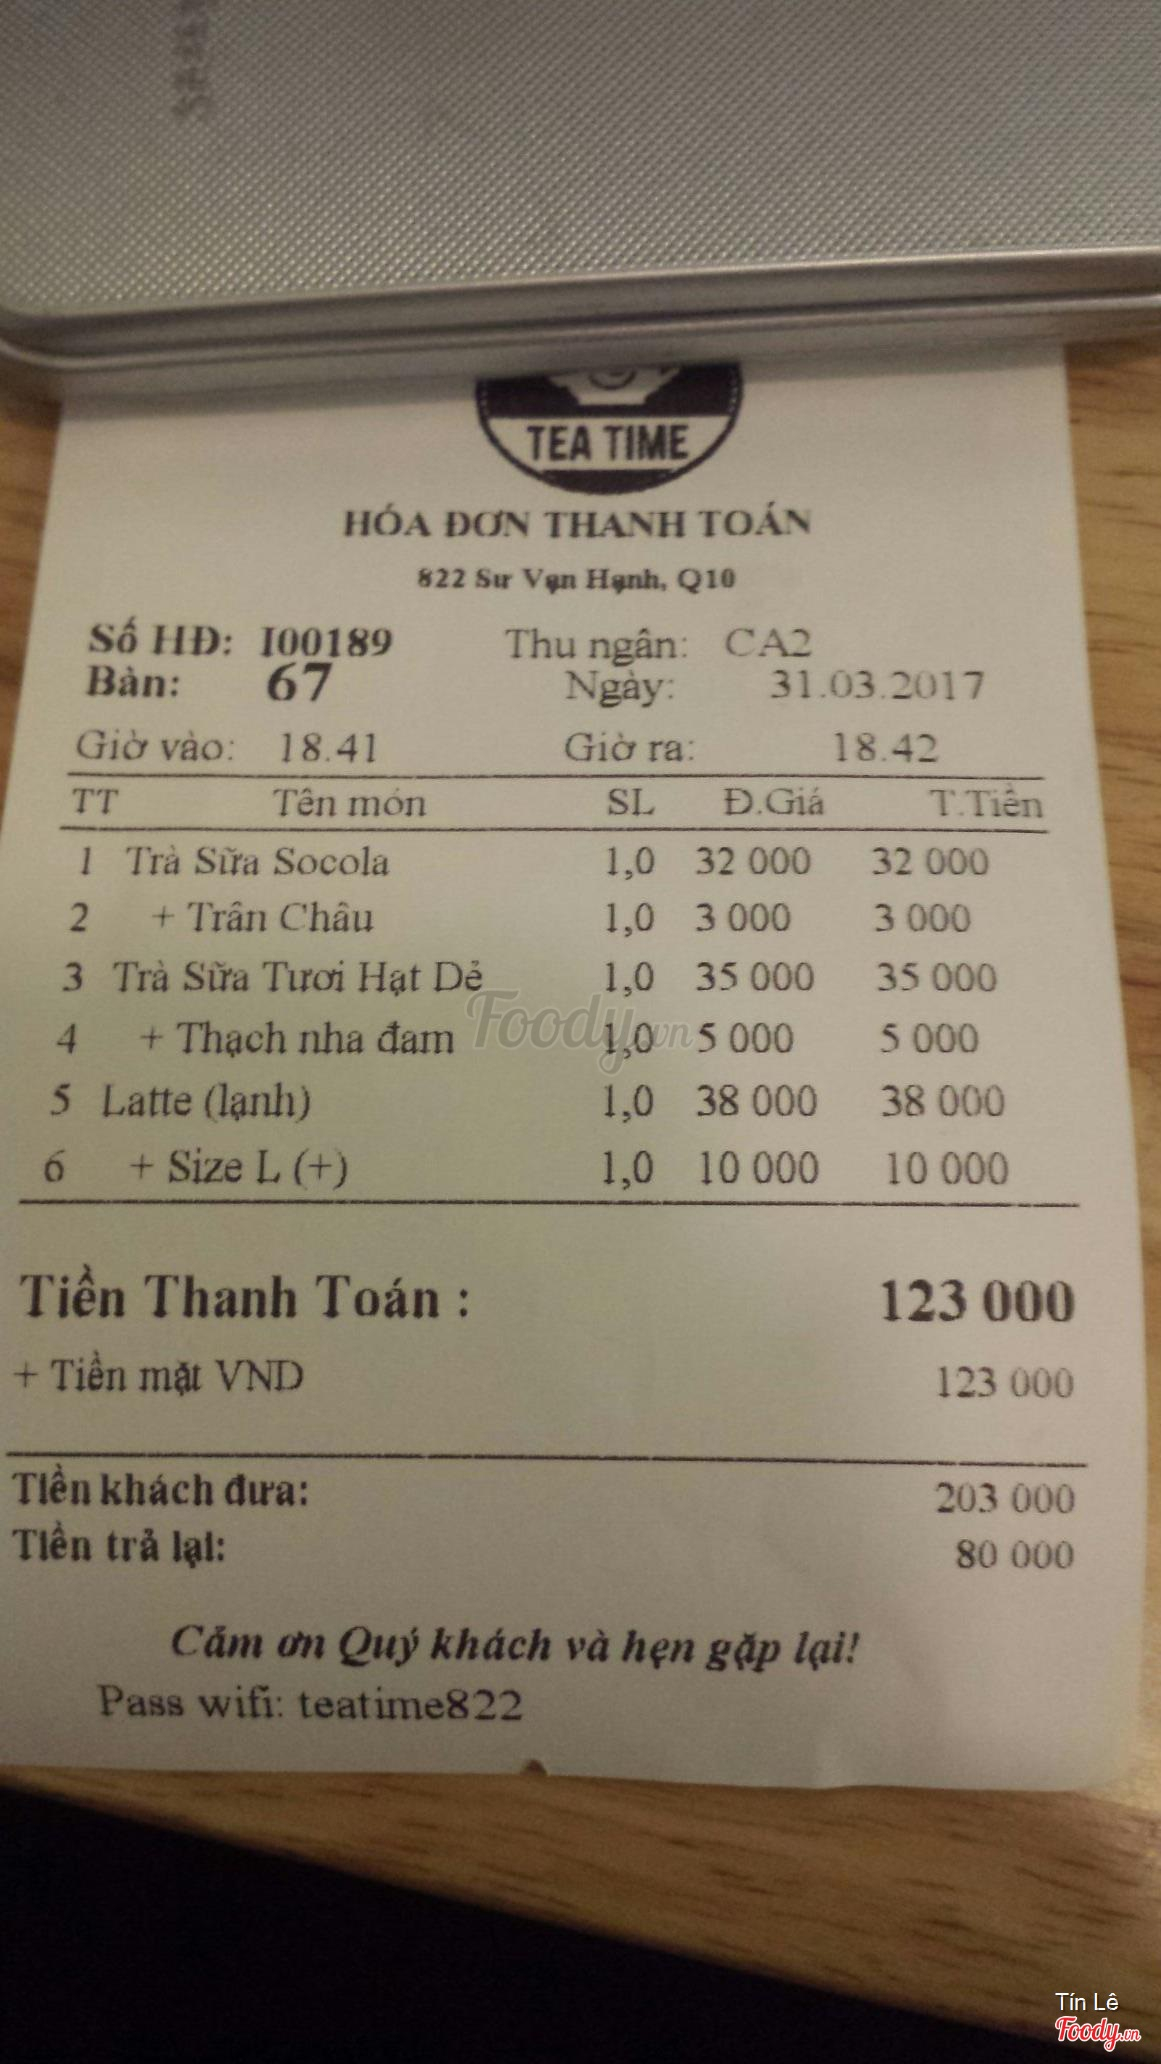 TEA TIME
HÓA ĐƠN THANH TOÁN
822 Sư Vạn Hạnh, Q10
Số HĐ: I00189 Thu ngân: CA2
Bàn: 67 Ngày: 31.03.2017
Giờ vào: 18.41 Giờ ra: 18.42
TT Tên món SL Đ.Giá T.Tiền
1 Trà Sữa Socola 1,0 32 000 32 000
2 + Trân Châu 1,0 3 000 3 000
3 Trà Sữa Tươi Hạt Dẻ 1,0 35 000 35 000
4 + Thạch nha đam 1,0 5 000 5 000
Foody.vn
5 Latte (lạnh) 1,0 38 000 38 000
6 + Size L (+) 1,0 10 000 10 000
Tiền Thanh Toán : 123 000
+ Tiền mặt VND 123 000
Tiền khách đưa: 203 000
Tiền trả lại: 80 000
Cảm ơn Quý khách và hẹn gặp lại!
Pass wifi: teatime822
Tín Lê
Foody.vn